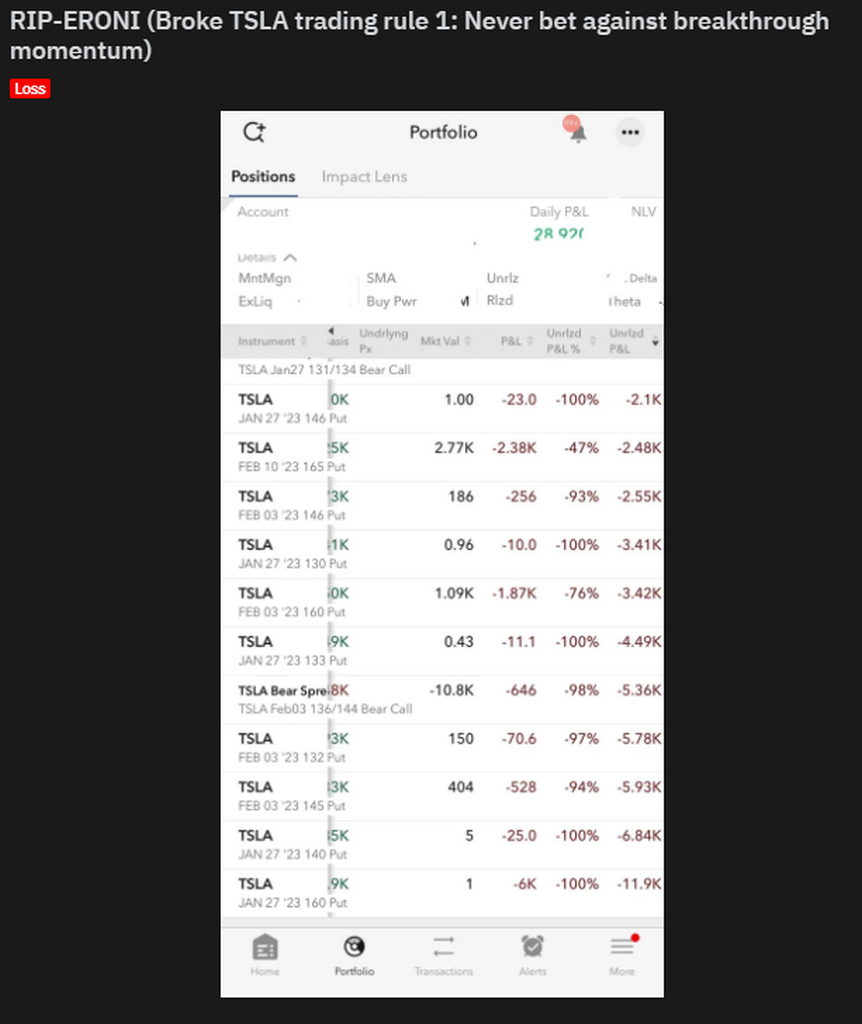 RIP-ERONI (Broke TSLA trading rule 1: Never bet against breakthrough
momentum)
Loss
99+
Portfolio
Positions Impact Lens
Account Daily P&L NLV
Details
MntMgn SMA Unrlz Delta
ExLiq Buy Pwr M Rlzd
Instrument asis Undrlyng Px Mkt Val P&L Unrlzd P&L % Unrlzd P&L
TSLA Jan27 131/134 Bear Call
TSLA 0K 1.00 -23.0 -100% -2.1K
JAN 27 '23 146 Put
TSLA 5K 2.77K -2.38K -47% -2.48K
FEB 10 '23 165 Put
TSLA 3K 186 -256 -93% -2.55K
FEB 03 '23 146 Put
TSLA 1K 0.96 -10.0 -100% -3.41K
JAN 27 '23 130 Put
TSLA 0K 1.09K -1.87K -76% -3.42K
FEB 03 '23 160 Put
TSLA 9K 0.43 -11.1 -100% -4.49K
JAN 27 '23 133 Put
TSLA Bear Spre 8K -10.8K -646 -98% -5.36K
TSLA Feb03 136/144 Bear Call
TSLA 3K 150 -70.6 -97% -5.78K
FEB 03 '23 132 Put
TSLA 3K 404 -528 -94% -5.93K
FEB 03 '23 145 Put
TSLA 5K 5 -25.0 -100% -6.84K
JAN 27 '23 140 Put
TSLA .9K 1 -6K -100% -11.9K
JAN 27 '23 160 Put
Home Portfolio Transactions Alerts More